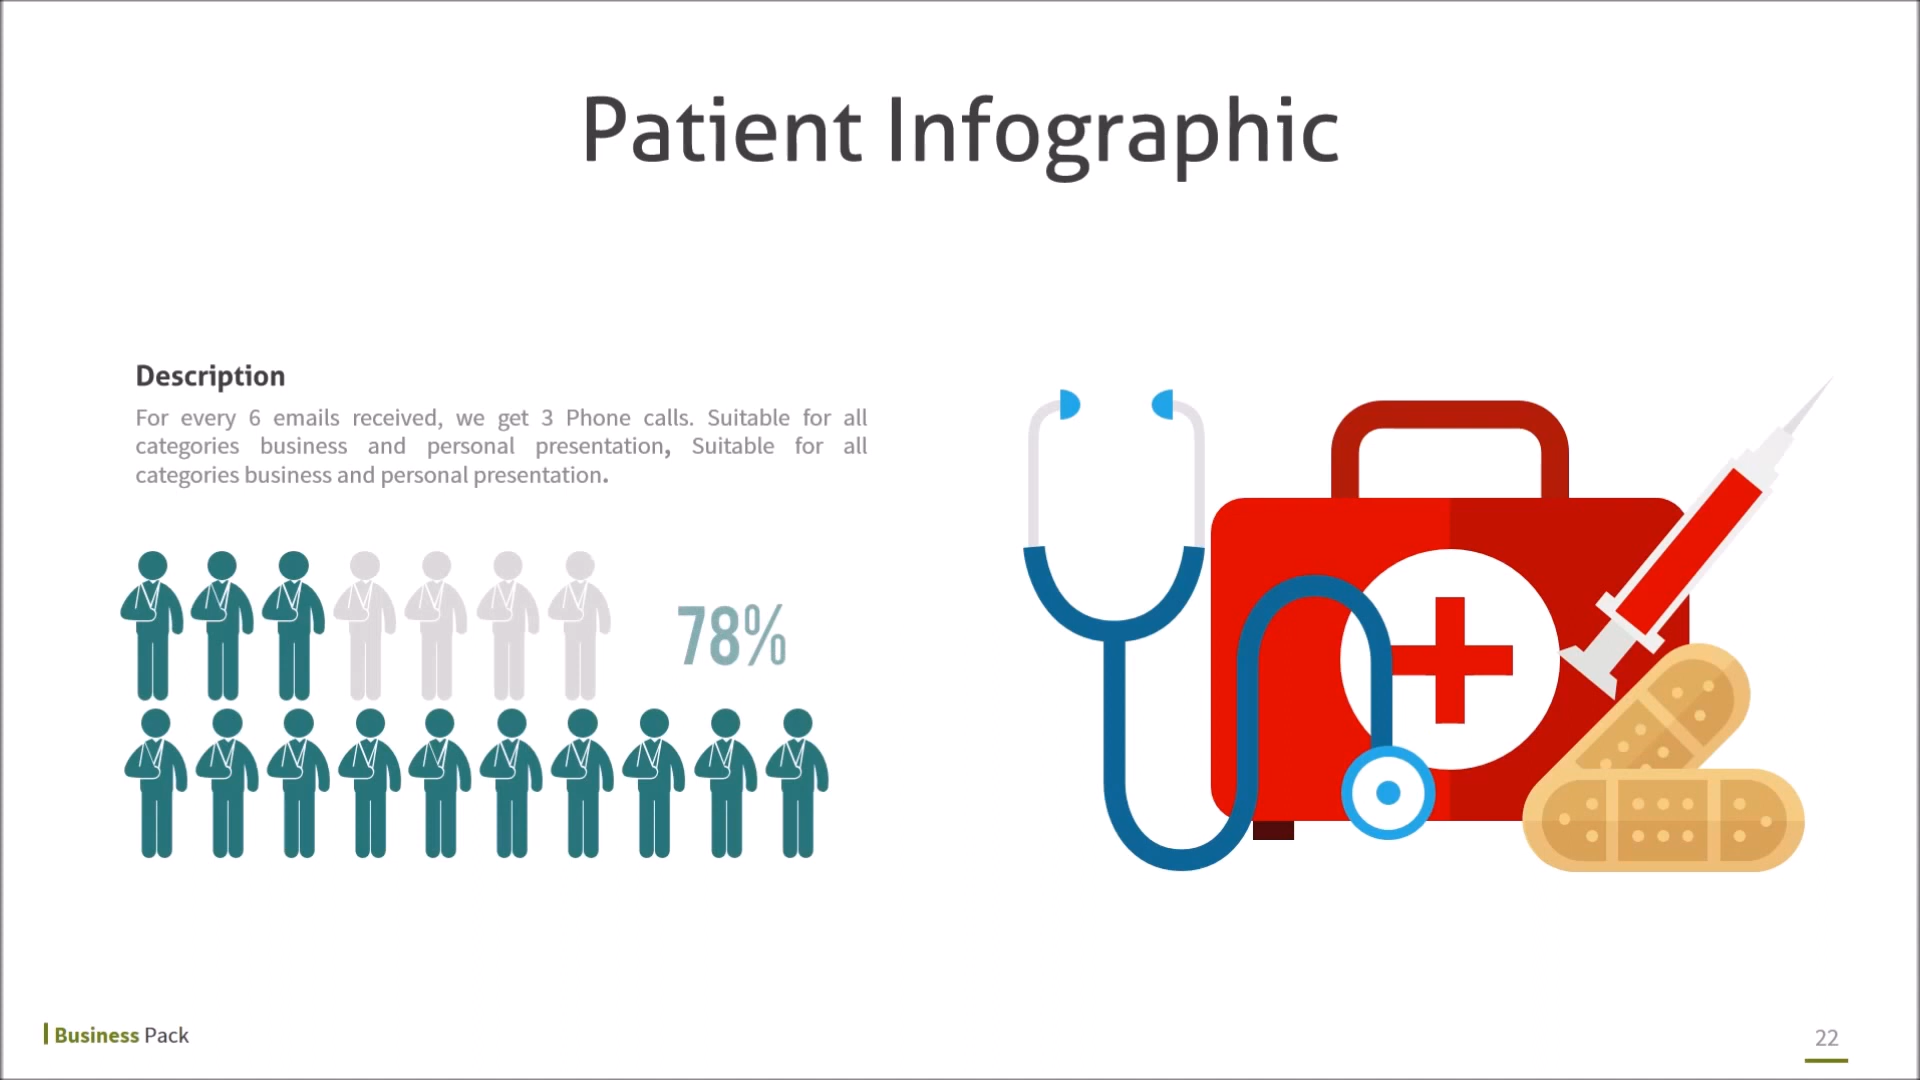 Patient Infographic
Description
For every 6 emails received, we get 3 Phone calls. Suitable for all
categories business and personal presentation, Suitable for all
categories business and personal presentation.
78%
Business Pack
22